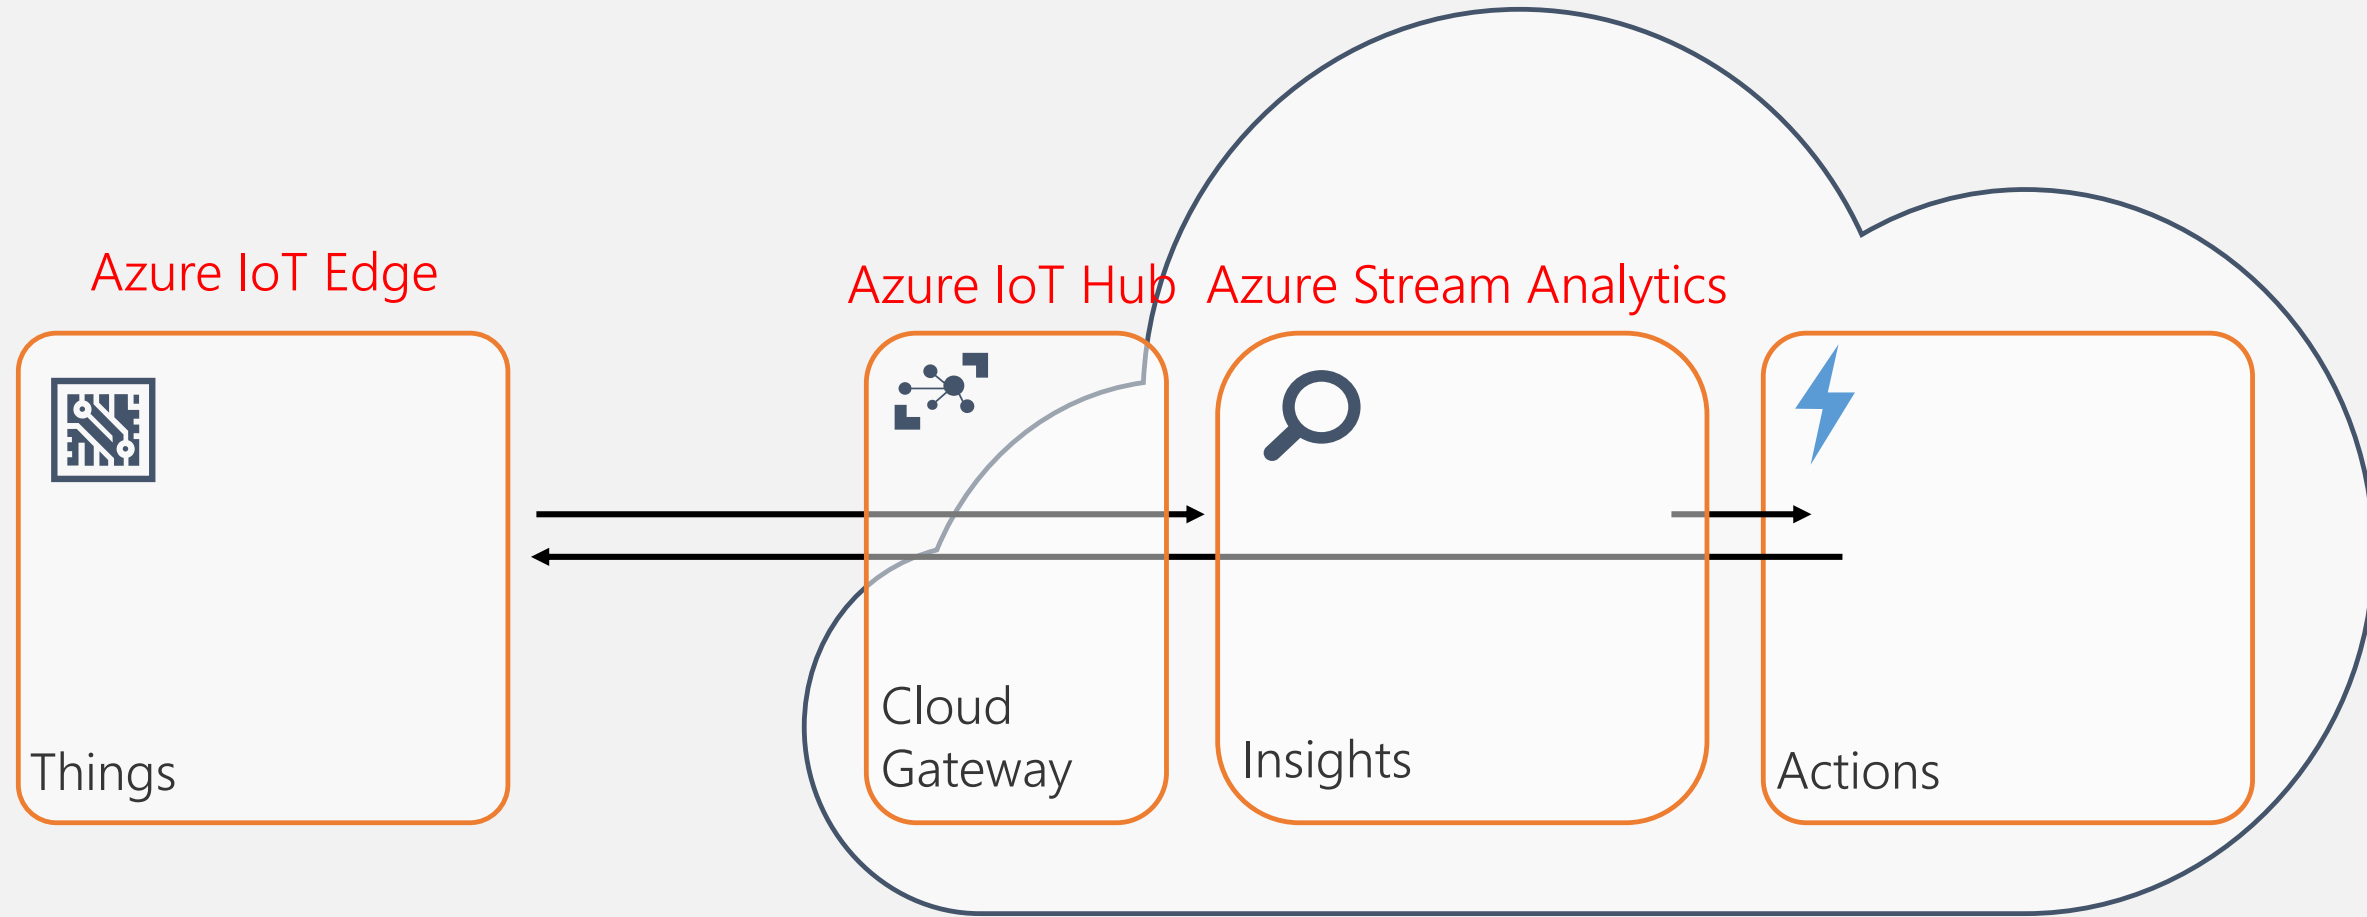 Azure IoT Edge
Azure IoT Hub
Azure Stream Analytics
Things
Cloud
Gateway
Insights
Actions